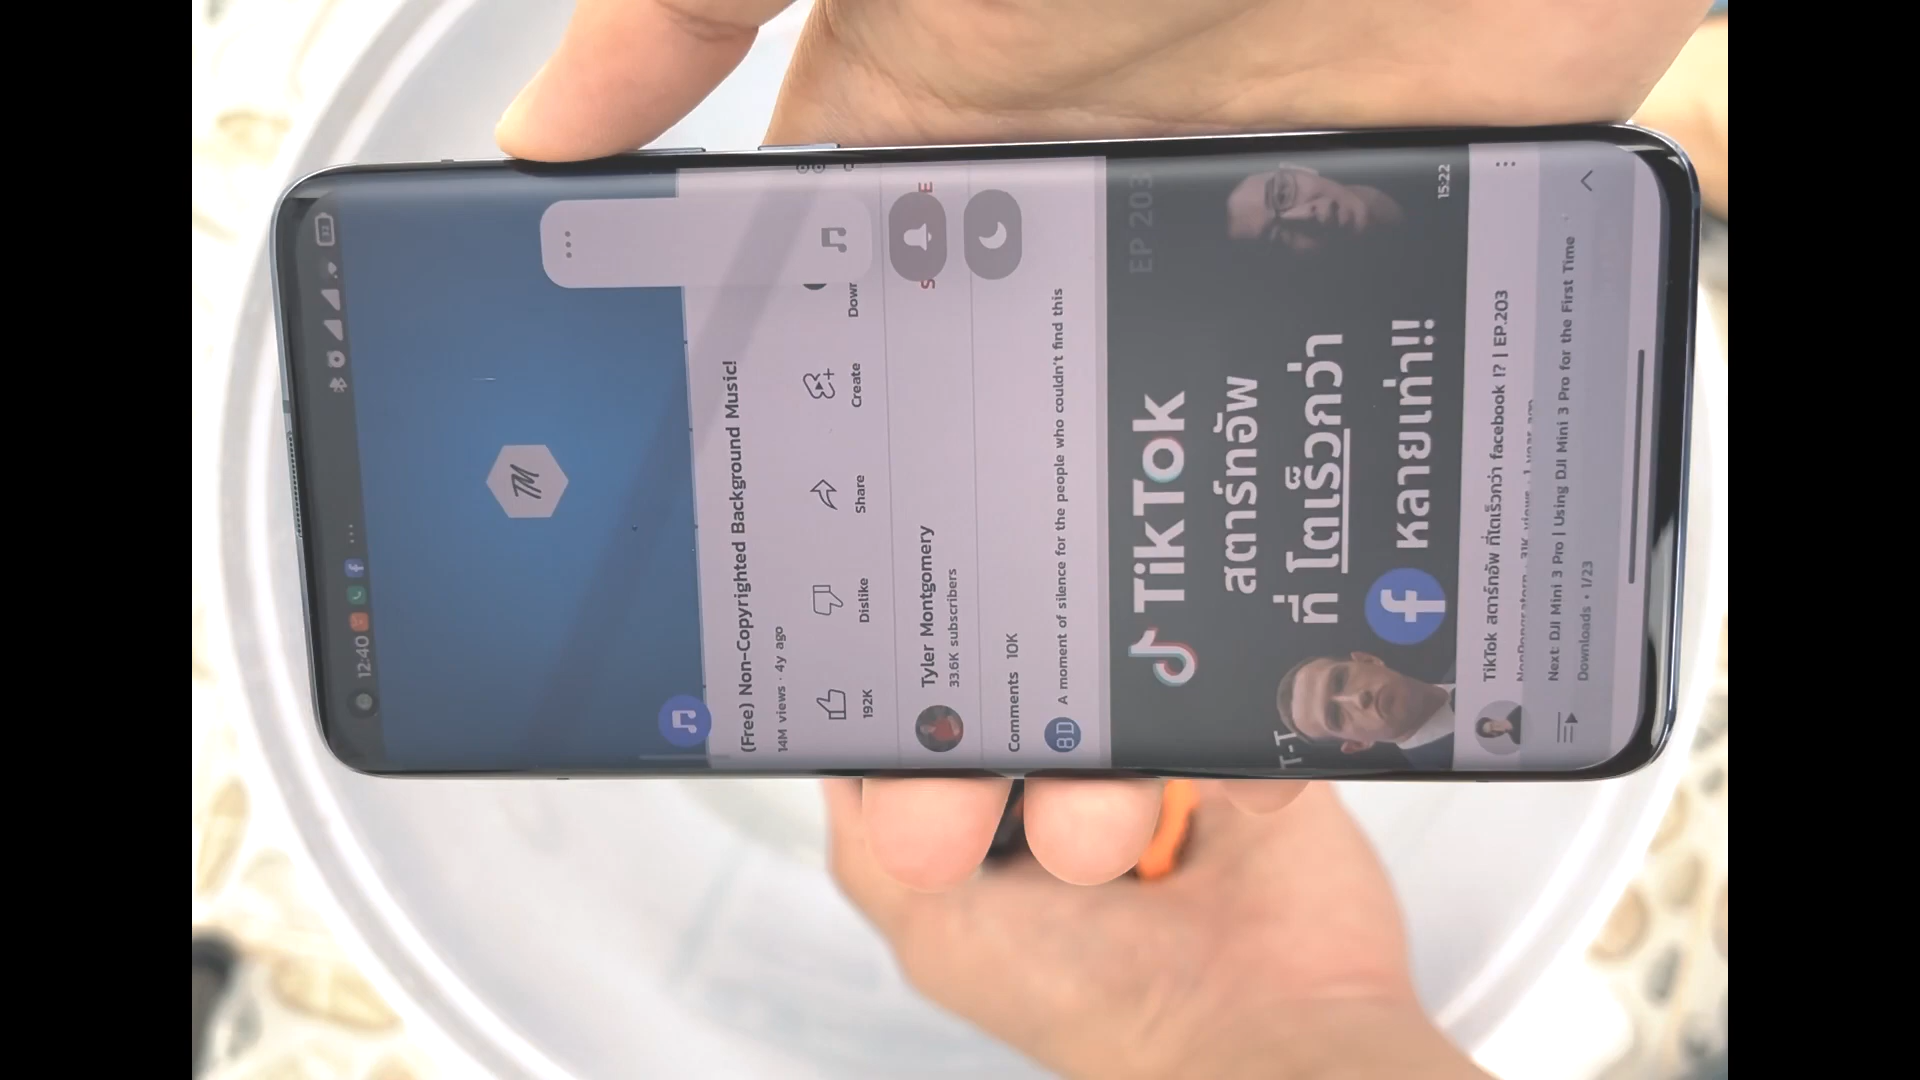 12:40
32
TM
(Free) Non-Copyrighted Background Music!
14M views · 4y ago
192K
Dislike
Share
Create
Tyler Montgomery
33.6K subscribers
Comments 10K
BD
A moment of silence for the people who couldn't find this
EP 203
TikTok
สตาร์ทอัพ
ที่ โตเร็วกว่า
f หลายเท่า!!
T-T
15:22
TikTok สตาร์ทอัพ ที่โตเร็วกว่า facebook !? | EP.203
Next: DJI Mini 3 Pro | Using DJI Mini 3 Pro for the First Time
Downloads • 1/23